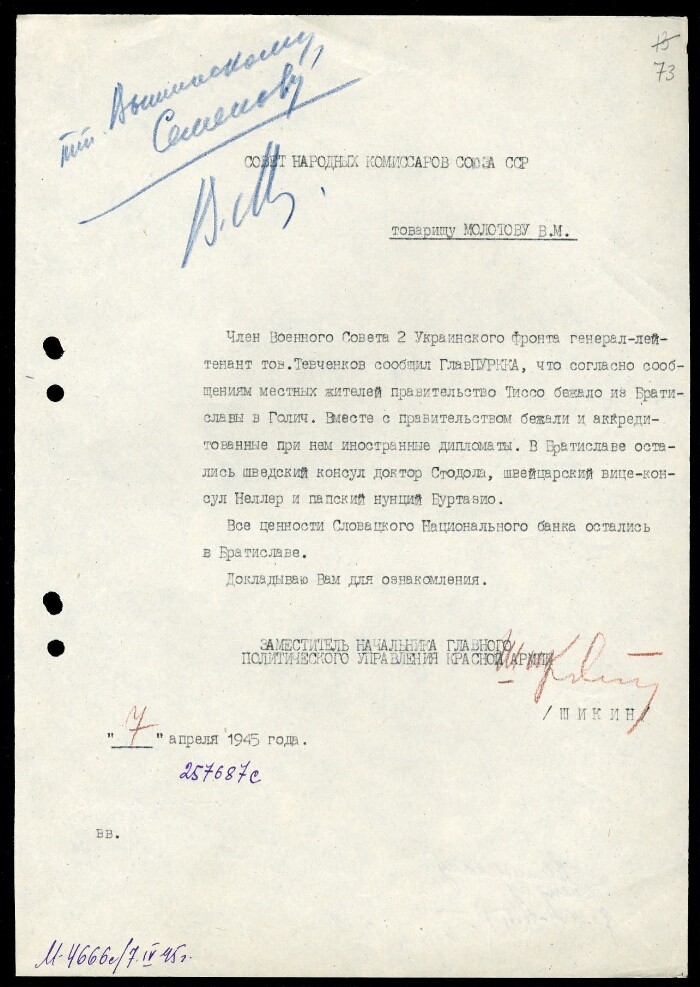 13
73
тт. Вышинскому,
Семенову
В.М.
СОВЕТ НАРОДНЫХ КОМИССАРОВ СОЮЗА ССР
товарищу МОЛОТОВУ В.М.
Член Военного Совета 2 Украинского фронта генерал-лей-
тенант тов.Тевченков сообщил ГлавПУРККА, что согласно сооб-
щениям местных жителей правительство Тиссо бежало из Брати-
славы в Голич. Вместе с правительством бежали и аккреди-
тованные при нем иностранные дипломаты. В Братиславе оста-
лись шведский консул доктор Стодола, швейцарский вице-кон-
сул Келлер и папский нунций Буртазио.
Все ценности Словацкого Национального банка остались
в Братиславе.
Докладываю Вам для ознакомления.
ЗАМЕСТИТЕЛЬ НАЧАЛЬНИКА ГЛАВНОГО
ПОЛИТИЧЕСКОГО УПРАВЛЕНИЯ КРАСНОЙ АРМИИ
/ ШИКИН /
"7" апреля 1945 года.
257687с
вв.
М-4666с/7.IV.45г.